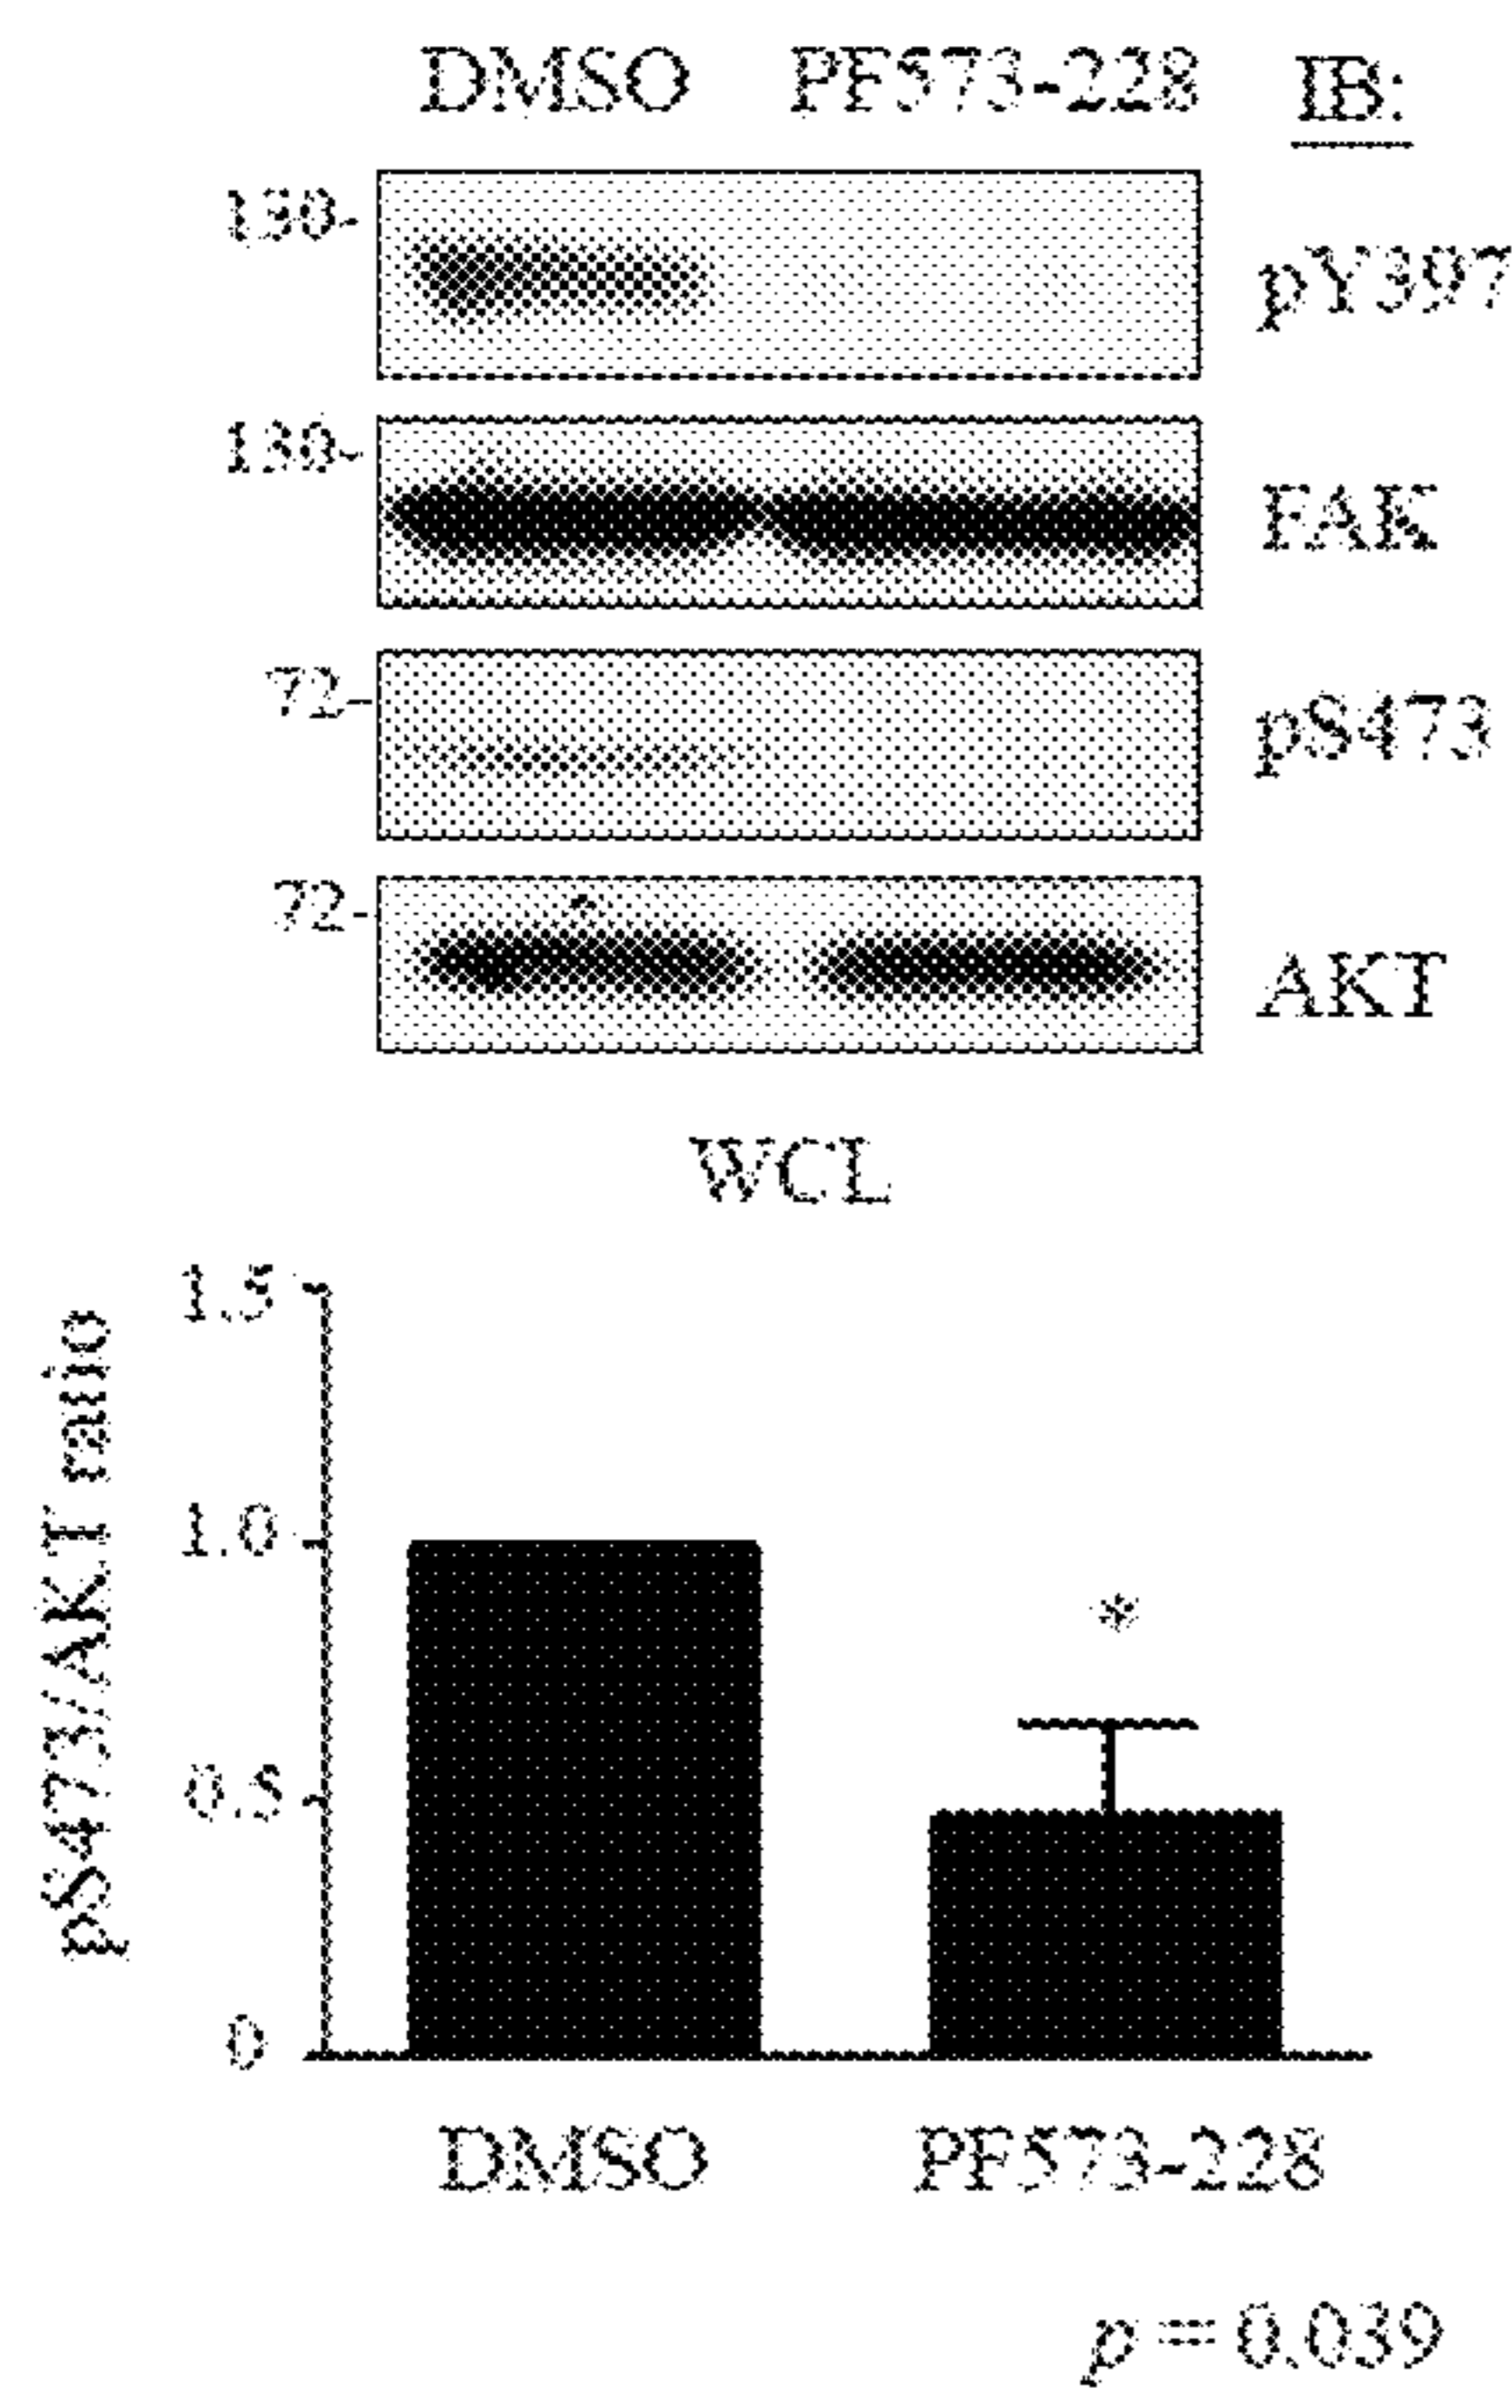 DMSO PF573-228 IB:
130- pY397
130- FAK
72- pS473
72- AKT
WCL
pS473/AKT ratio
1.5
1.0
*
0.5
0
DMSO PF573-228
p = 0.039